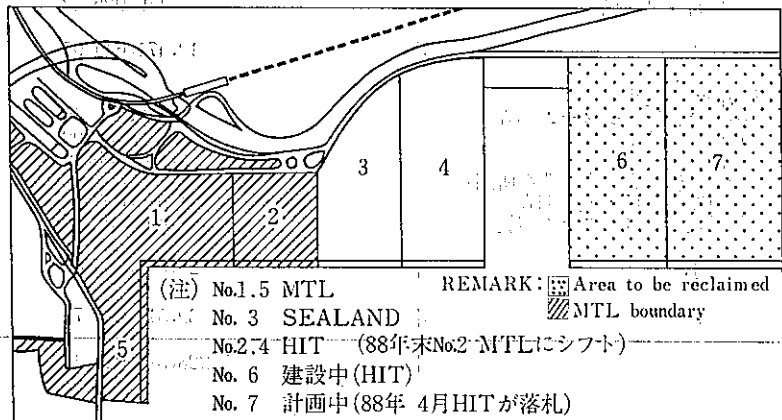 3 4 6 7
1 2
5
(注) No.1.5 MTL
No. 3 SEALAND
No.2.4 HIT (88年末No.2 MTLにシフト)
No. 6 建設中(HIT)
No. 7 計画中(88年 4月HITが落札)
REMARK: Area to be reclaimed
MTL boundary